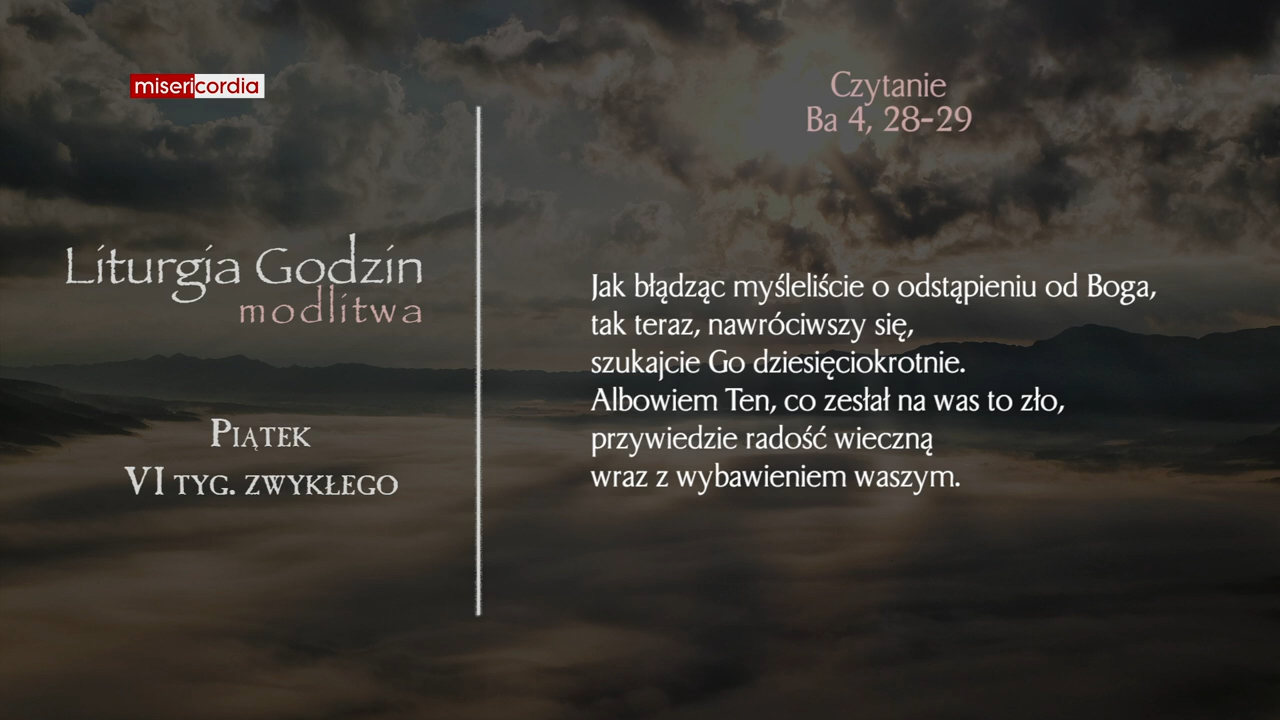 misericordia
Liturgia Godzin
modlitwa
Piątek
VI tyg. zwykłego
Czytanie
Ba 4, 28-29
Jak błądząc myśleliście o odstąpieniu od Boga,
tak teraz, nawróciwszy się,
szukajcie Go dziesięciokrotnie.
Albowiem Ten, co zesłał na was to zło,
przywiedzie radość wieczną
wraz z wybawieniem waszym.